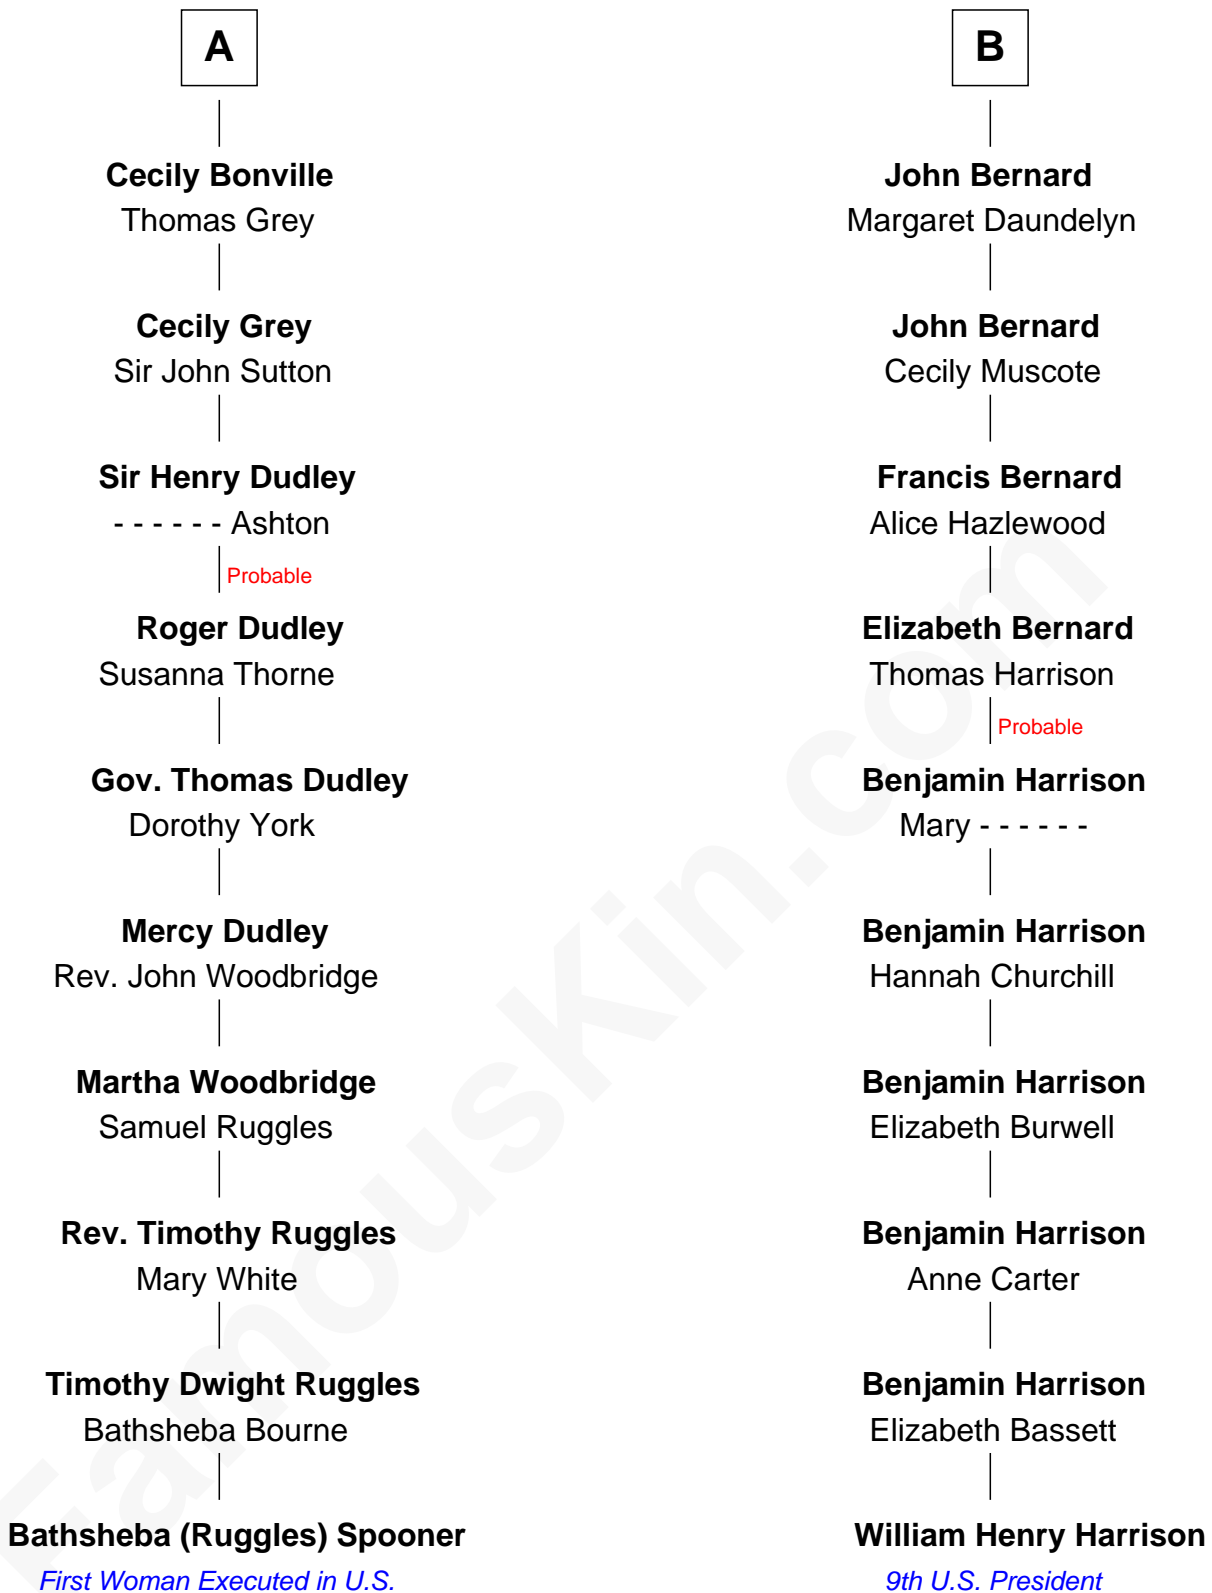 A
Cecily Bonville
Thomas Grey
Cecily Grey
Sir John Sutton
Sir Henry Dudley
- - - - - - Ashton
Probable
Roger Dudley
Susanna Thorne
Gov. Thomas Dudley
Dorothy York
Mercy Dudley
Rev. John Woodbridge
Martha Woodbridge
Samuel Ruggles
Rev. Timothy Ruggles
Mary White
Timothy Dwight Ruggles
Bathsheba Bourne
Bathsheba (Ruggles) Spooner
First Woman Executed in U.S.
B
John Bernard
Margaret Daundelyn
John Bernard
Cecily Muscote
Francis Bernard
Alice Hazlewood
Elizabeth Bernard
Thomas Harrison
Probable
Benjamin Harrison
Mary - - - - - -
Benjamin Harrison
Hannah Churchill
Benjamin Harrison
Elizabeth Burwell
Benjamin Harrison
Anne Carter
Benjamin Harrison
Elizabeth Bassett
William Henry Harrison
9th U.S. President
FamousKin.com